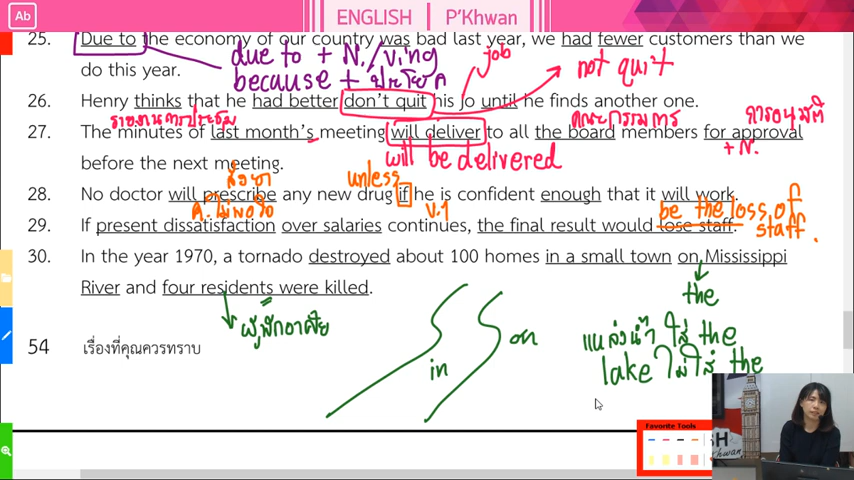 Ab
ENGLISH P'Khwan
25. Due to the economy of our country was bad last year, we had fewer customers than we
do this year.
due to + N./Ving
because + ประโยค
job
not quit
26. Henry thinks that he had better don't quit his jo until he finds another one.
รายงานการประชุม
คณะกรรมการ
การอนุมัติ
27. The minutes of last month's meeting will deliver to all the board members for approval
+ N.
before the next meeting.
will be delivered
สั่งยา
unless
28. No doctor will prescribe any new drug if he is confident enough that it will work.
ค.ไม่พอใจ
V.1
be the loss of
staff.
29. If present dissatisfaction over salaries continues, the final result would lose staff.
30. In the year 1970, a tornado destroyed about 100 homes in a small town on Mississippi
River and four residents were killed.
the
ผู้พักอาศัย
in
on
แหล่งน้ำ ใส่ the
lake ไม่ใส่ the
54 เรื่องที่คุณควรทราบ
Favorite Tools
SH
Khwan